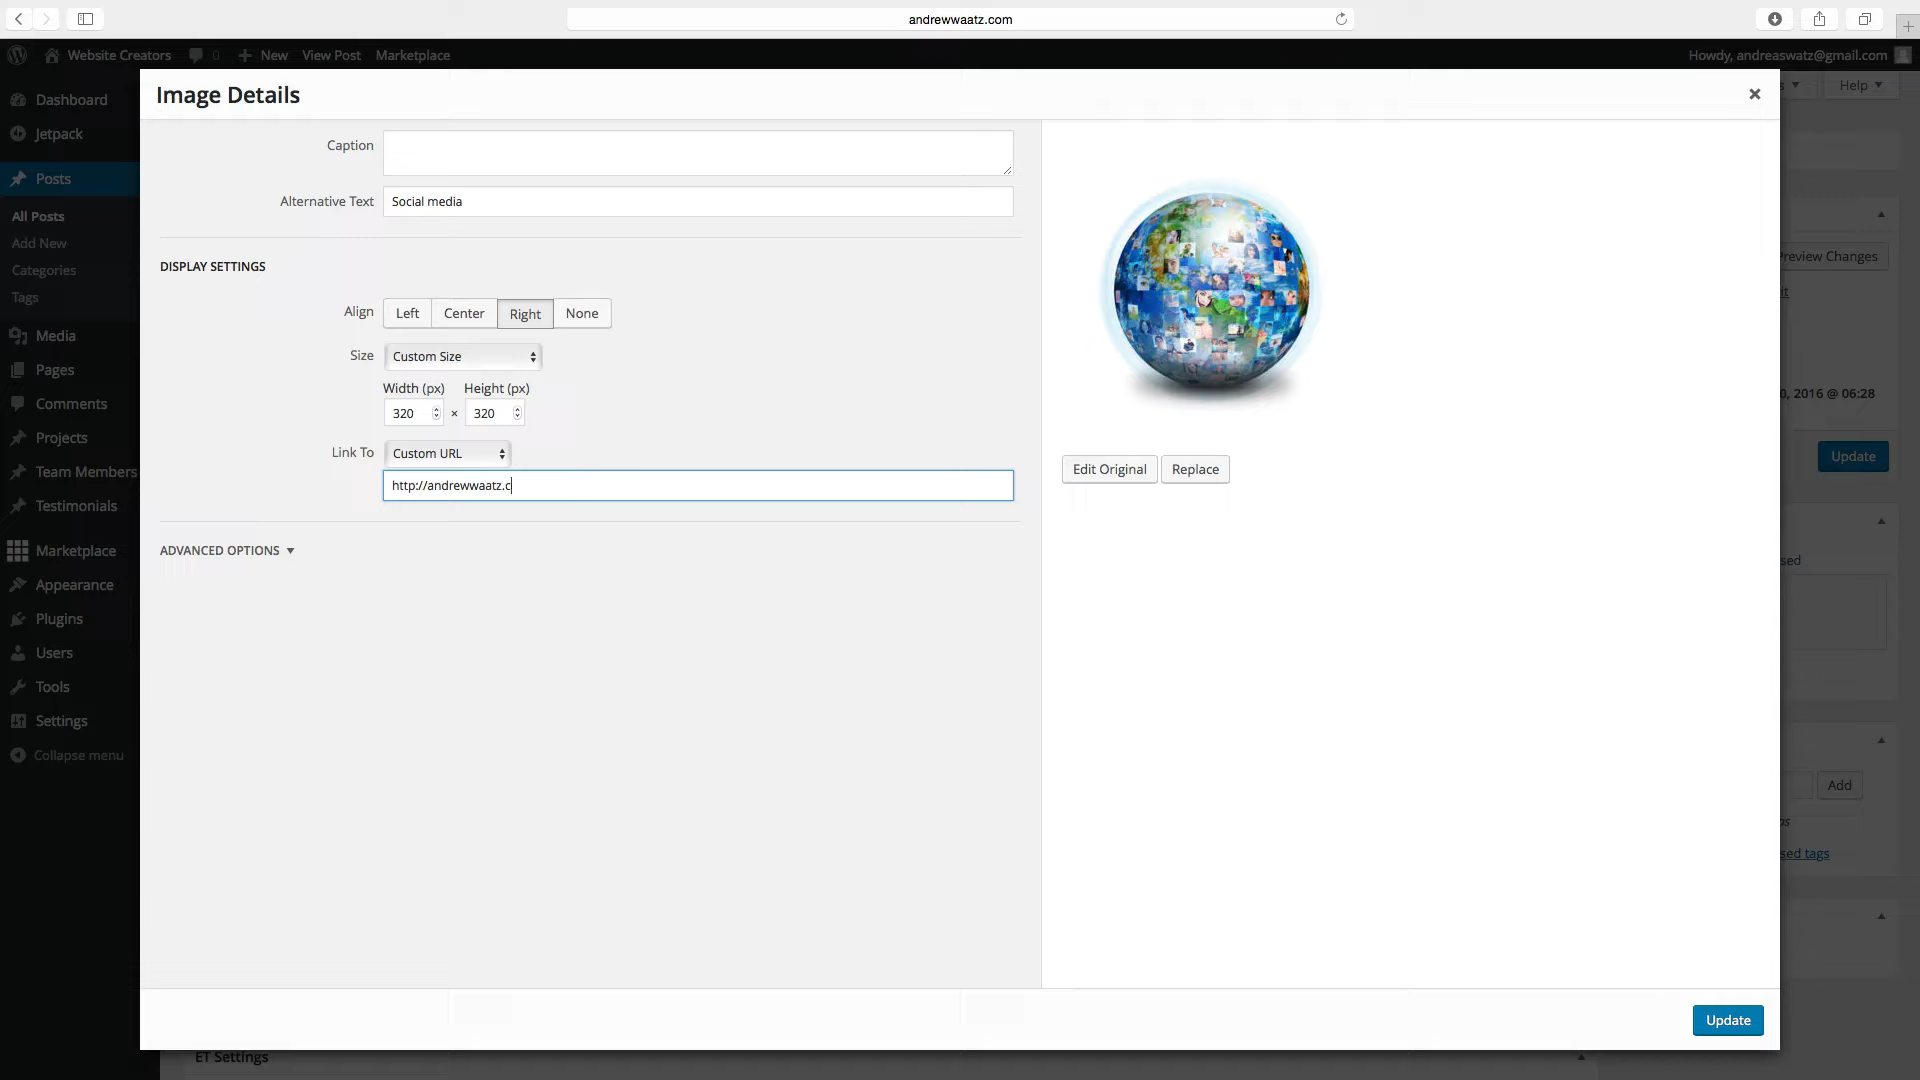 andrewwaatz.com
Website Creators 0 New View Post Marketplace Howdy, andreaswatz@gmail.com
Image Details
Help
Dashboard
Jetpack
Posts
All Posts
Add New
Categories
Tags
Media
Pages
Comments
Projects
Team Members
Testimonials
Marketplace
Appearance
Plugins
Users
Tools
Settings
Collapse menu
Caption
Alternative Text Social media
DISPLAY SETTINGS
Align Left Center Right None
Size Custom Size
Width (px) Height (px)
320 × 320
Link To Custom URL
http://andrewwaatz.c
ADVANCED OPTIONS
Edit Original Replace
Update
Preview Changes
0, 2016 @ 06:28
Update
sed
Add
sed tags
ET Settings